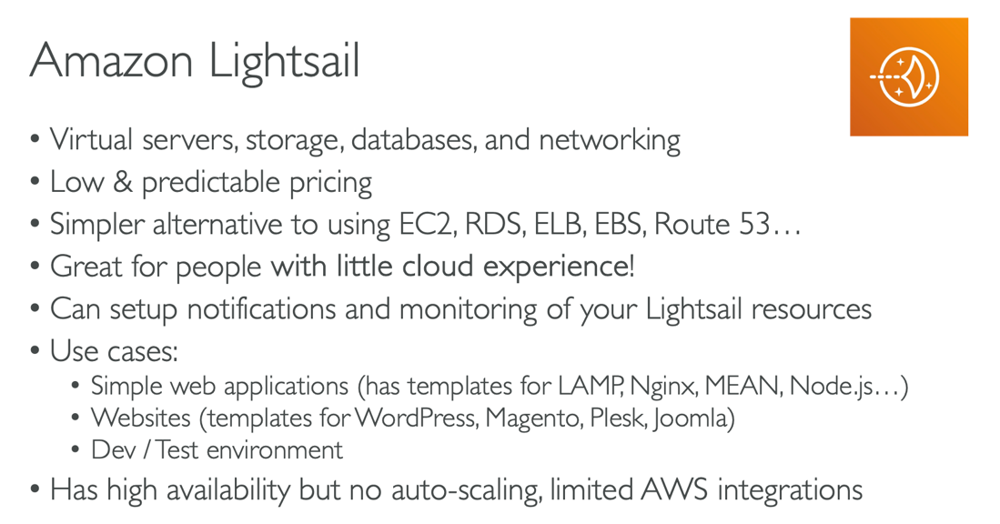 Amazon Lightsail
• Virtual servers, storage, databases, and networking
• Low & predictable pricing
• Simpler alternative to using EC2, RDS, ELB, EBS, Route 53…
• Great for people with little cloud experience!
• Can setup notifications and monitoring of your Lightsail resources
• Use cases:
• Simple web applications (has templates for LAMP, Nginx, MEAN, Node.js…)
• Websites (templates for WordPress, Magento, Plesk, Joomla)
• Dev / Test environment
• Has high availability but no auto-scaling, limited AWS integrations